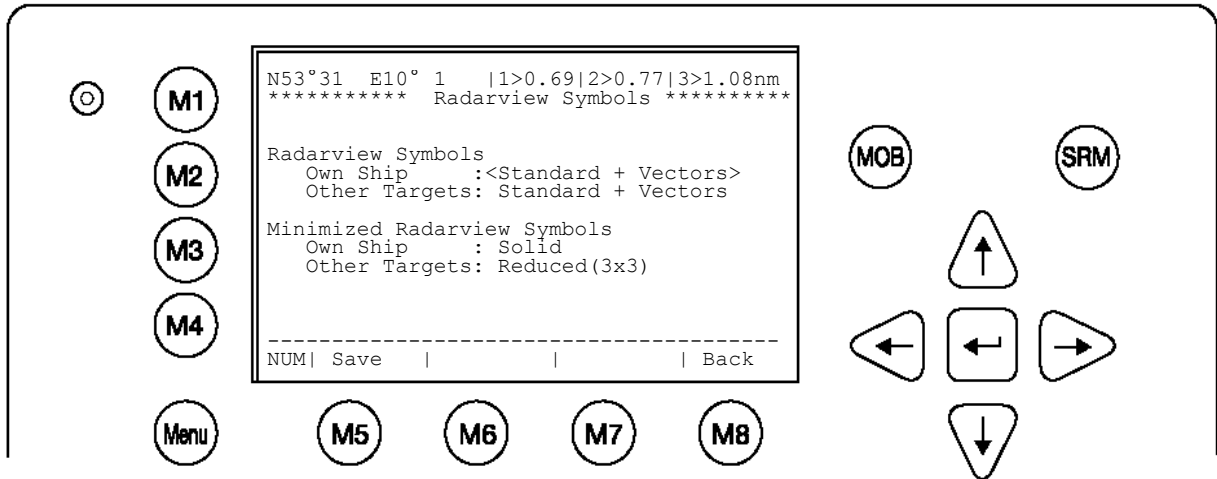 N53°31  E10° 1   |1>0.69|2>0.77|3>1.08nm
***********  Radarview Symbols **********
Radarview Symbols
Own Ship     :<Standard + Vectors>
Other Targets: Standard + Vectors
Minimized Radarview Symbols
Own Ship     : Solid
Other Targets: Reduced(3x3)
----------------------------------------
NUM| Save   |         |         | Back
M1
M2
M3
M4
Menu
M5
M6
M7
M8
MOB
SRM